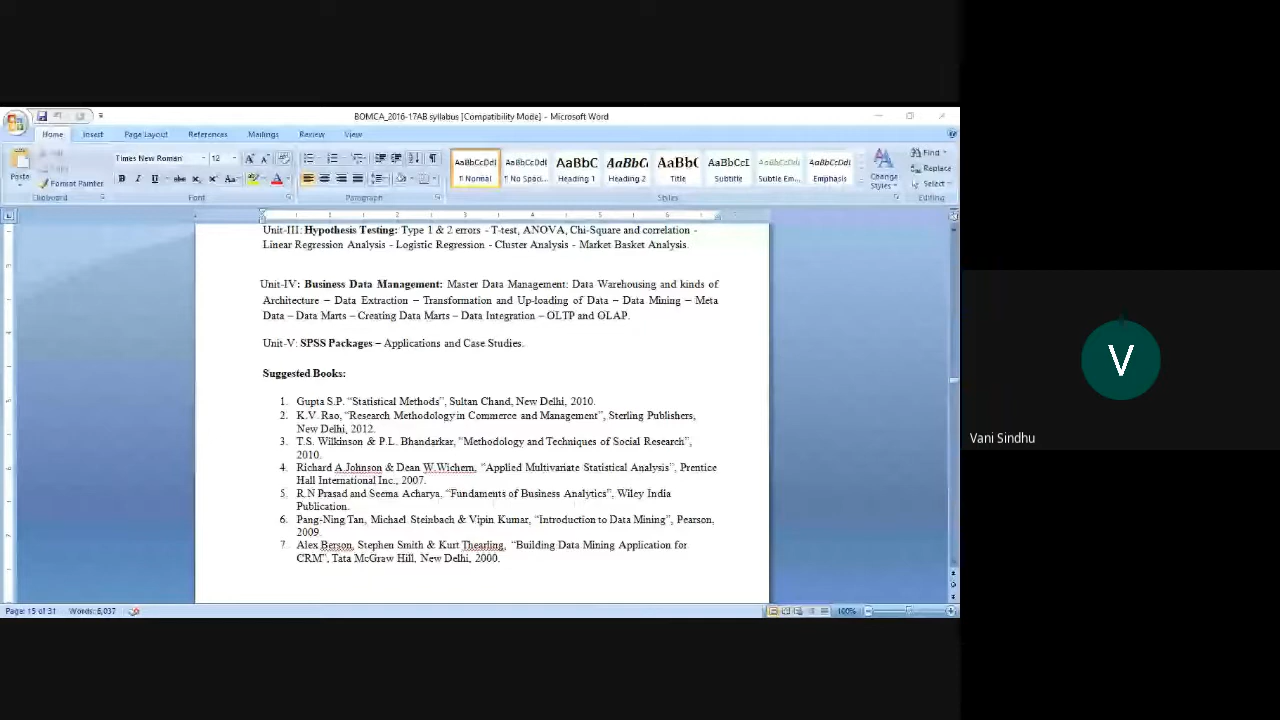 BOMCA_2016-17AB syllabus [Compatibility Mode] - Microsoft Word
Home Insert Page Layout References Mailings Review View
Paste Format Painter
Times New Roman 12
AaBbCcDdI AaBbCcDdI AaBbC AaBbCc AaBbC AaBbCcE AaBbCcDdI AaBbCcDdI
¶ Normal ¶ No Spaci... Heading 1 Heading 2 Title Subtitle Subtle Em... Emphasis
Change Styles
Find
Replace
Select
Clipboard Font Paragraph Styles Editing
Unit-III: Hypothesis Testing: Type 1 & 2 errors - T-test, ANOVA, Chi-Square and correlation -
Linear Regression Analysis - Logistic Regression - Cluster Analysis - Market Basket Analysis.
Unit-IV: Business Data Management: Master Data Management: Data Warehousing and kinds of
Architecture – Data Extraction – Transformation and Up-loading of Data – Data Mining – Meta
Data – Data Marts – Creating Data Marts – Data Integration – OLTP and OLAP.
Unit-V: SPSS Packages – Applications and Case Studies.
Suggested Books:
1. Gupta S.P. “Statistical Methods”, Sultan Chand, New Delhi, 2010.
2. K.V. Rao, “Research Methodology in Commerce and Management”, Sterling Publishers,
New Delhi, 2012.
3. T.S. Wilkinson & P.L. Bhandarkar, “Methodology and Techniques of Social Research”,
2010.
4. Richard A.Johnson & Dean W.Wichern, “Applied Multivariate Statistical Analysis”, Prentice
Hall International Inc., 2007.
5. R.N Prasad and Seema Acharya, “Fundaments of Business Analytics”, Wiley India
Publication.
6. Pang-Ning Tan, Michael Steinbach & Vipin Kumar, “Introduction to Data Mining”, Pearson,
2009.
7. Alex Berson, Stephen Smith & Kurt Thearling, “Building Data Mining Application for
CRM”, Tata McGraw Hill, New Delhi, 2000.
Page: 15 of 31 Words: 6,037 100%
V
Vani Sindhu